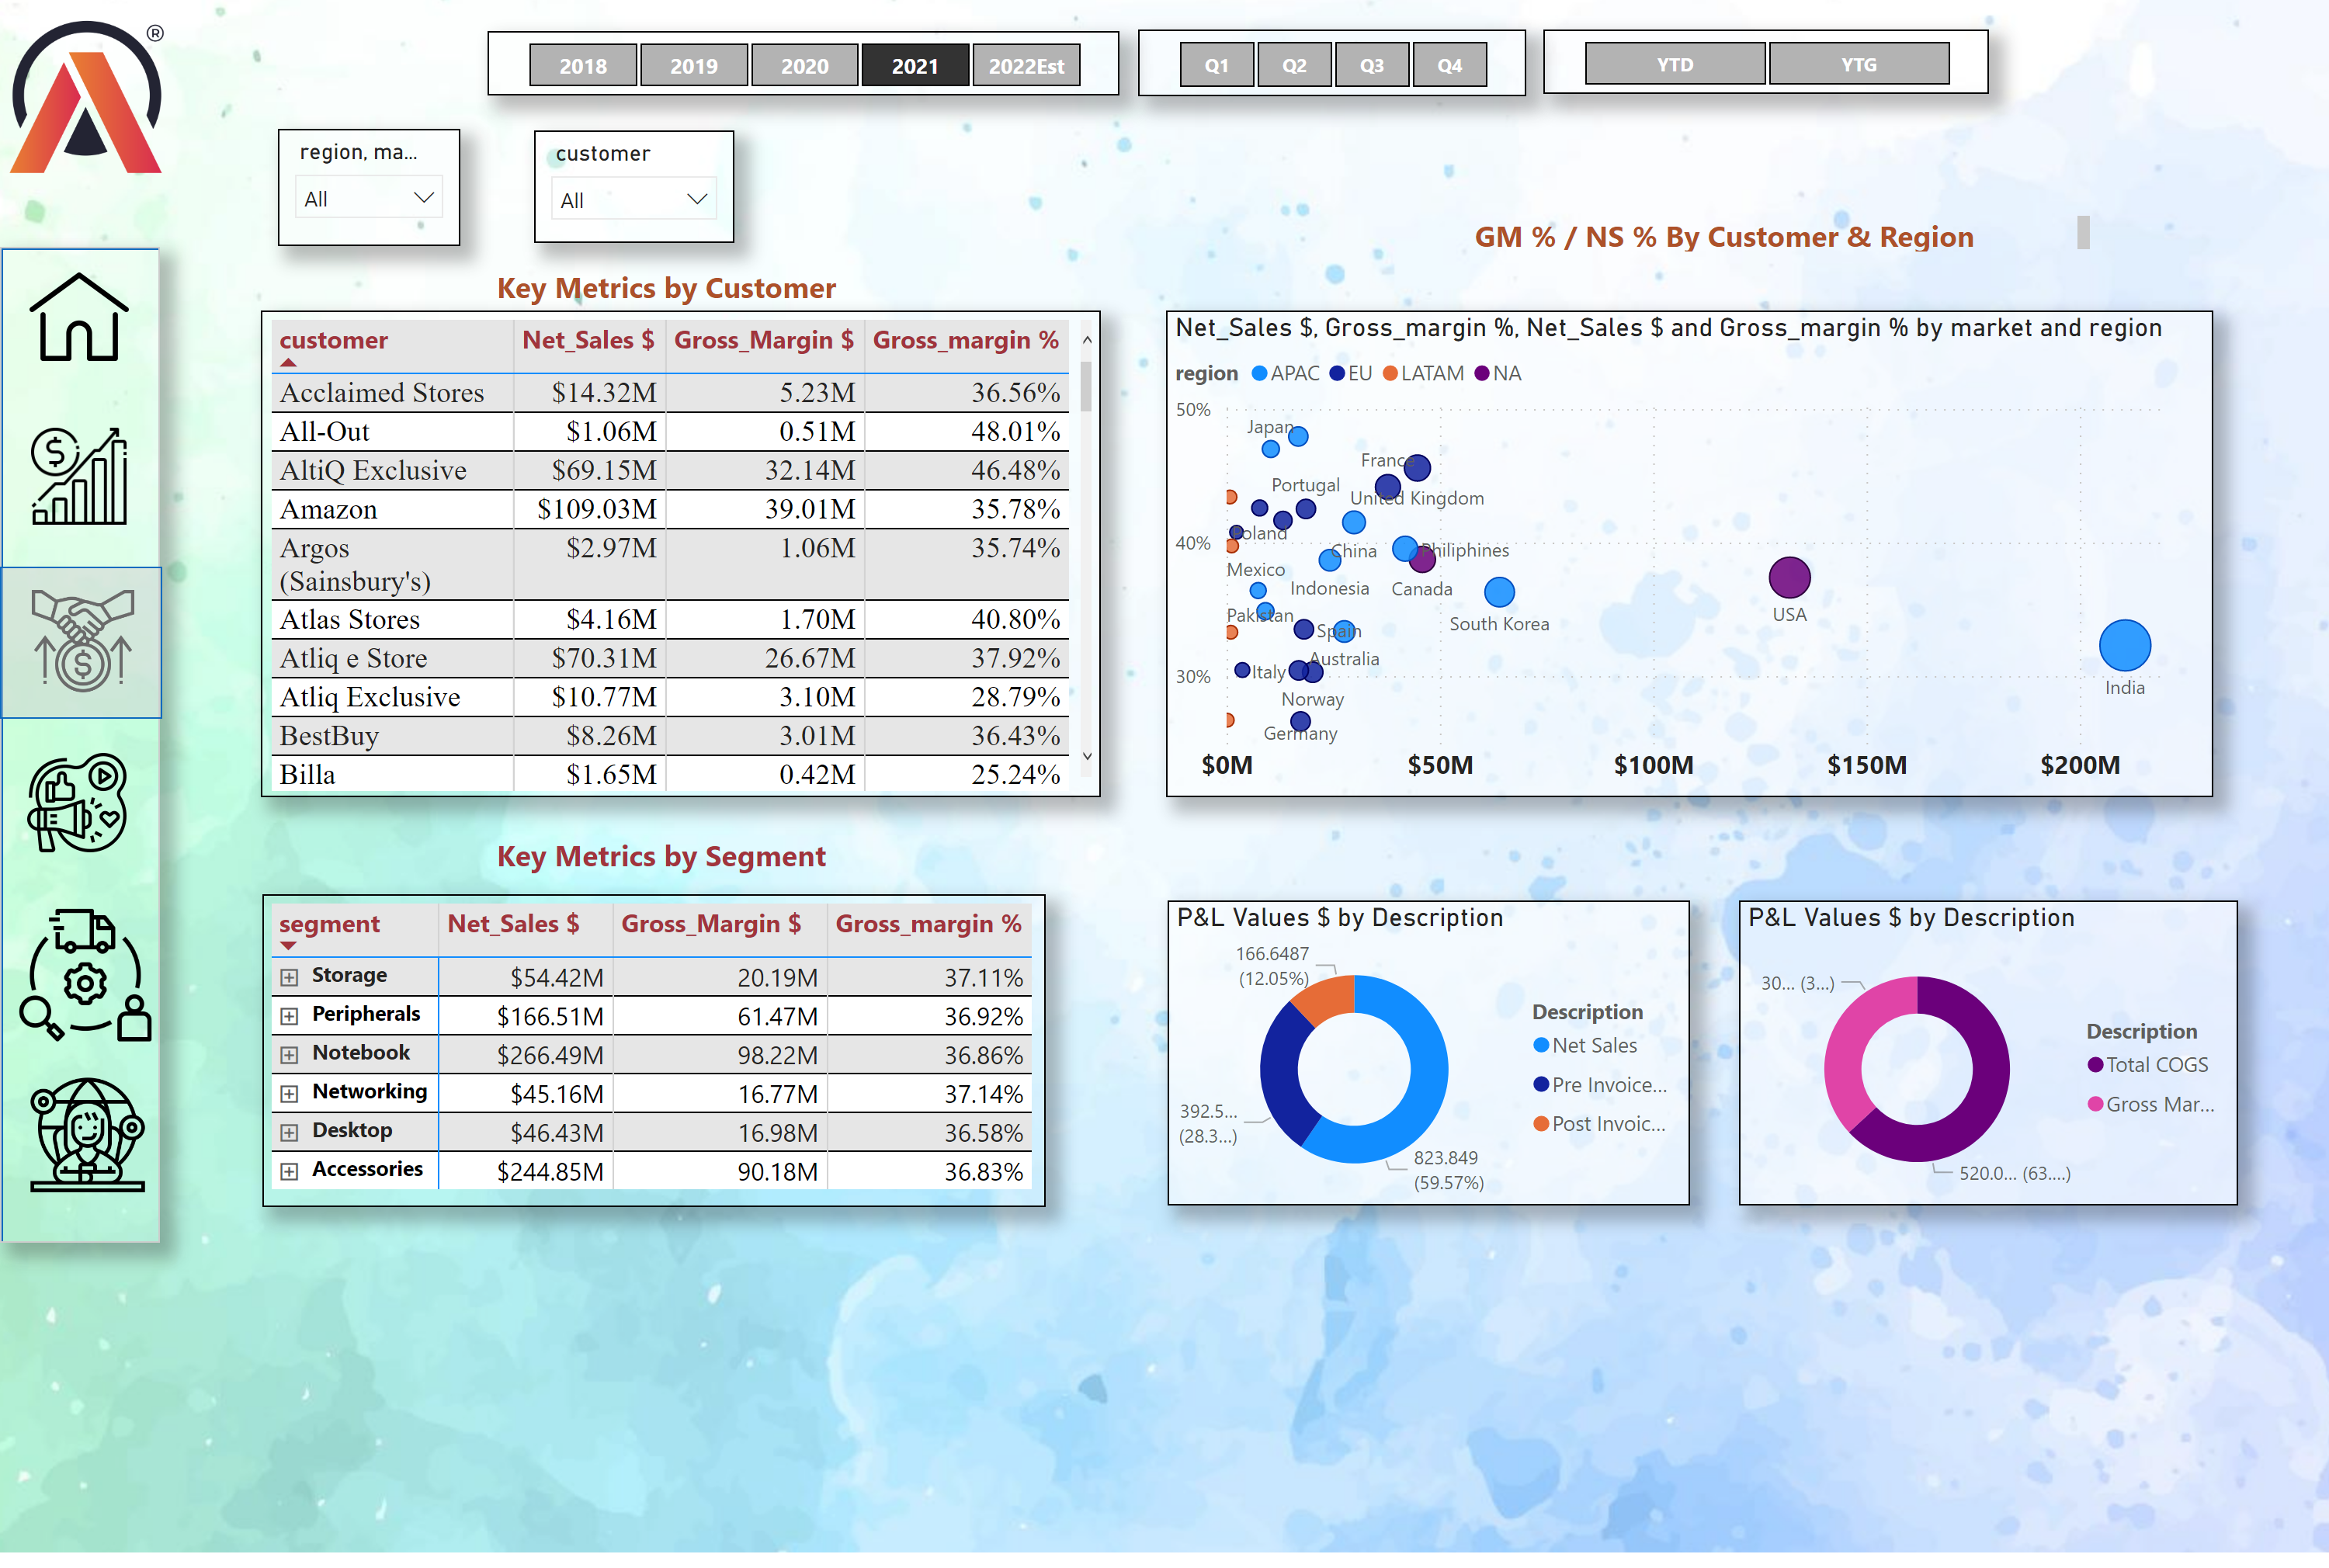 ®
2018 2019 2020 2021 2022Est
Q1 Q2 Q3 Q4
YTD YTG
region, ma...
All
customer
All
GM % / NS % By Customer & Region
Key Metrics by Customer
customer Net_Sales $ Gross_Margin $ Gross_margin %
Acclaimed Stores $14.32M 5.23M 36.56%
All-Out $1.06M 0.51M 48.01%
AltiQ Exclusive $69.15M 32.14M 46.48%
Amazon $109.03M 39.01M 35.78%
Argos $2.97M 1.06M 35.74%
(Sainsbury's)
Atlas Stores $4.16M 1.70M 40.80%
Atliq e Store $70.31M 26.67M 37.92%
Atliq Exclusive $10.77M 3.10M 28.79%
BestBuy $8.26M 3.01M 36.43%
Billa $1.65M 0.42M 25.24%
Net_Sales $, Gross_margin %, Net_Sales $ and Gross_margin % by market and region
region APAC EU LATAM NA
50%
Japan
France
Portugal
United Kingdom
Poland
40%
China
Philiphines
Mexico
Indonesia
Canada
Pakistan
USA
South Korea
Spain
Australia
Italy
30%
India
Norway
Germany
$0M $50M $100M $150M $200M
Key Metrics by Segment
segment Net_Sales $ Gross_Margin $ Gross_margin %
Storage $54.42M 20.19M 37.11%
Peripherals $166.51M 61.47M 36.92%
Notebook $266.49M 98.22M 36.86%
Networking $45.16M 16.77M 37.14%
Desktop $46.43M 16.98M 36.58%
Accessories $244.85M 90.18M 36.83%
P&L Values $ by Description
166.6487
(12.05%)
392.5...
(28.3...)
823.849
(59.57%)
Description
Net Sales
Pre Invoice...
Post Invoic...
P&L Values $ by Description
30... (3...)
520.0... (63....)
Description
Total COGS
Gross Mar...